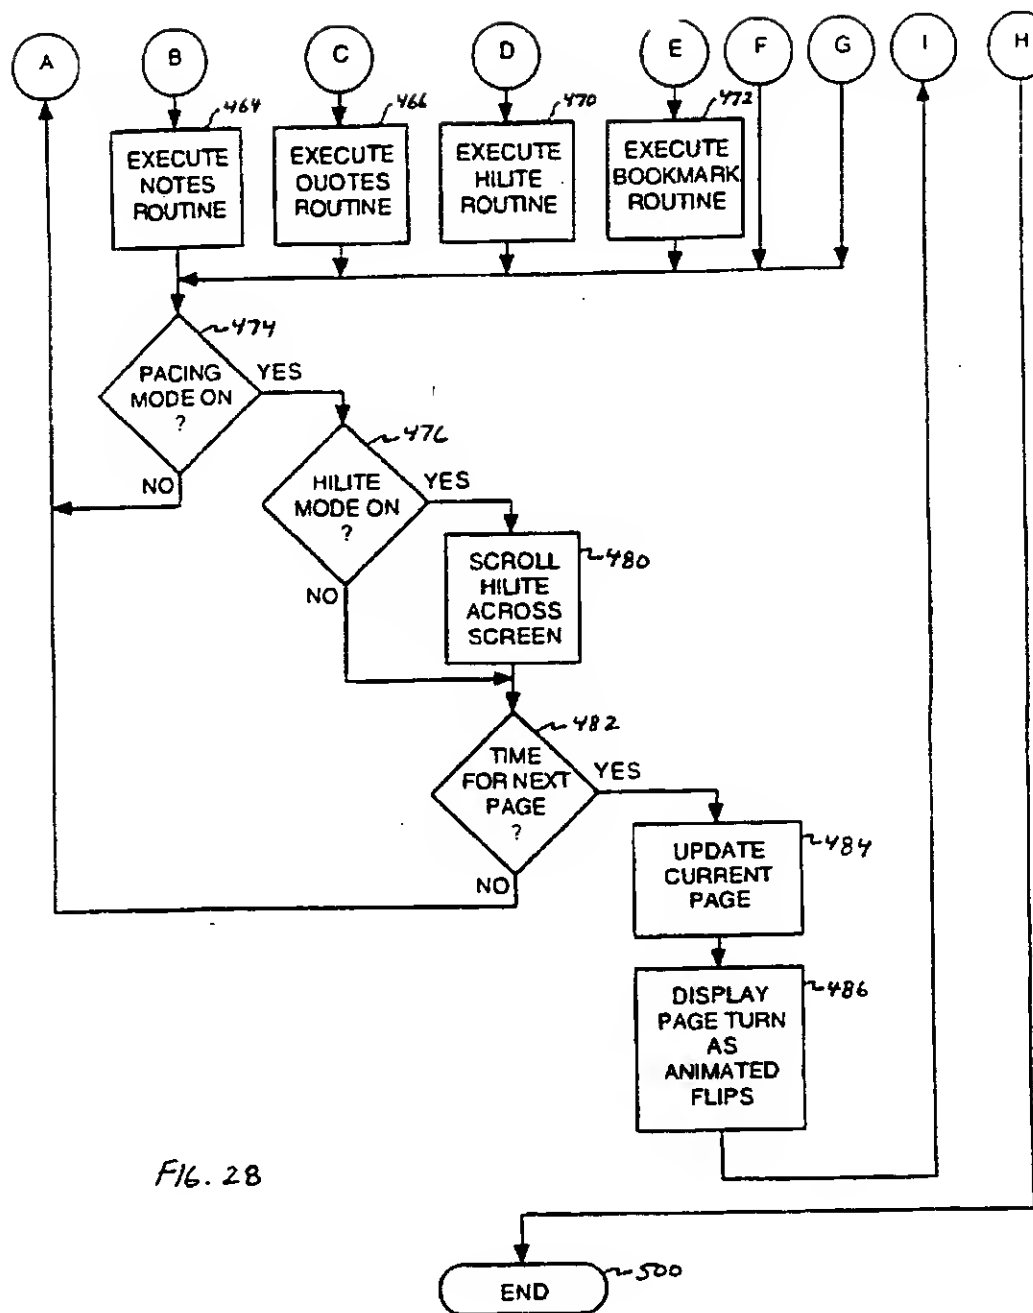 A
B
C
D
E
F
G
I
H
464
466
470
472
EXECUTE
NOTES
ROUTINE
EXECUTE
QUOTES
ROUTINE
EXECUTE
HILITE
ROUTINE
EXECUTE
BOOKMARK
ROUTINE
474
PACING
MODE ON
?
YES
NO
476
HILITE
MODE ON
?
YES
NO
480
SCROLL
HILITE
ACROSS
SCREEN
482
TIME
FOR NEXT
PAGE
?
YES
NO
484
UPDATE
CURRENT
PAGE
486
DISPLAY
PAGE TURN
AS
ANIMATED
FLIPS
FIG. 28
END
500